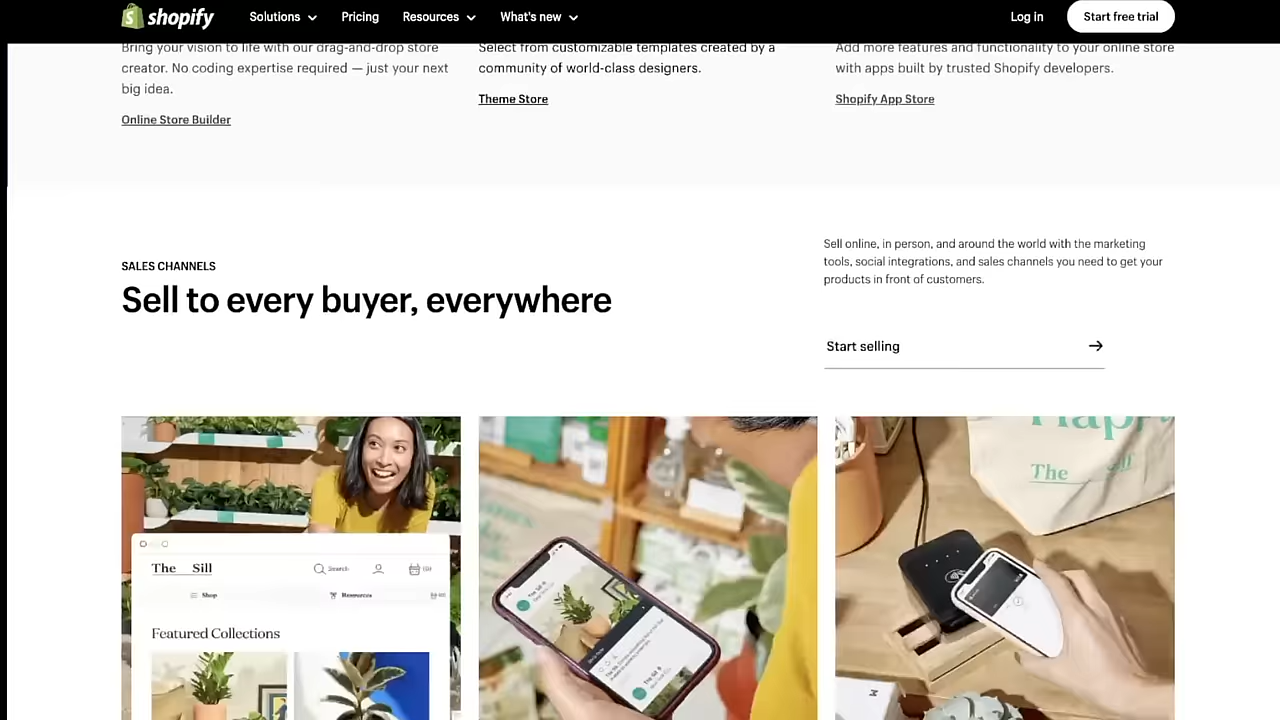 shopify
Solutions
Pricing
Resources
What's new
Log in
Start free trial
Bring your vision to life with our drag-and-drop store
creator. No coding expertise required — just your next
big idea.
Online Store Builder
Select from customizable templates created by a
community of world-class designers.
Theme Store
Add more features and functionality to your online store
with apps built by trusted Shopify developers.
Shopify App Store
SALES CHANNELS
Sell to every buyer, everywhere
Sell online, in person, and around the world with the marketing
tools, social integrations, and sales channels you need to get your
products in front of customers.
Start selling
The Sill
Search
Shop
Resources
Featured Collections
The Sill